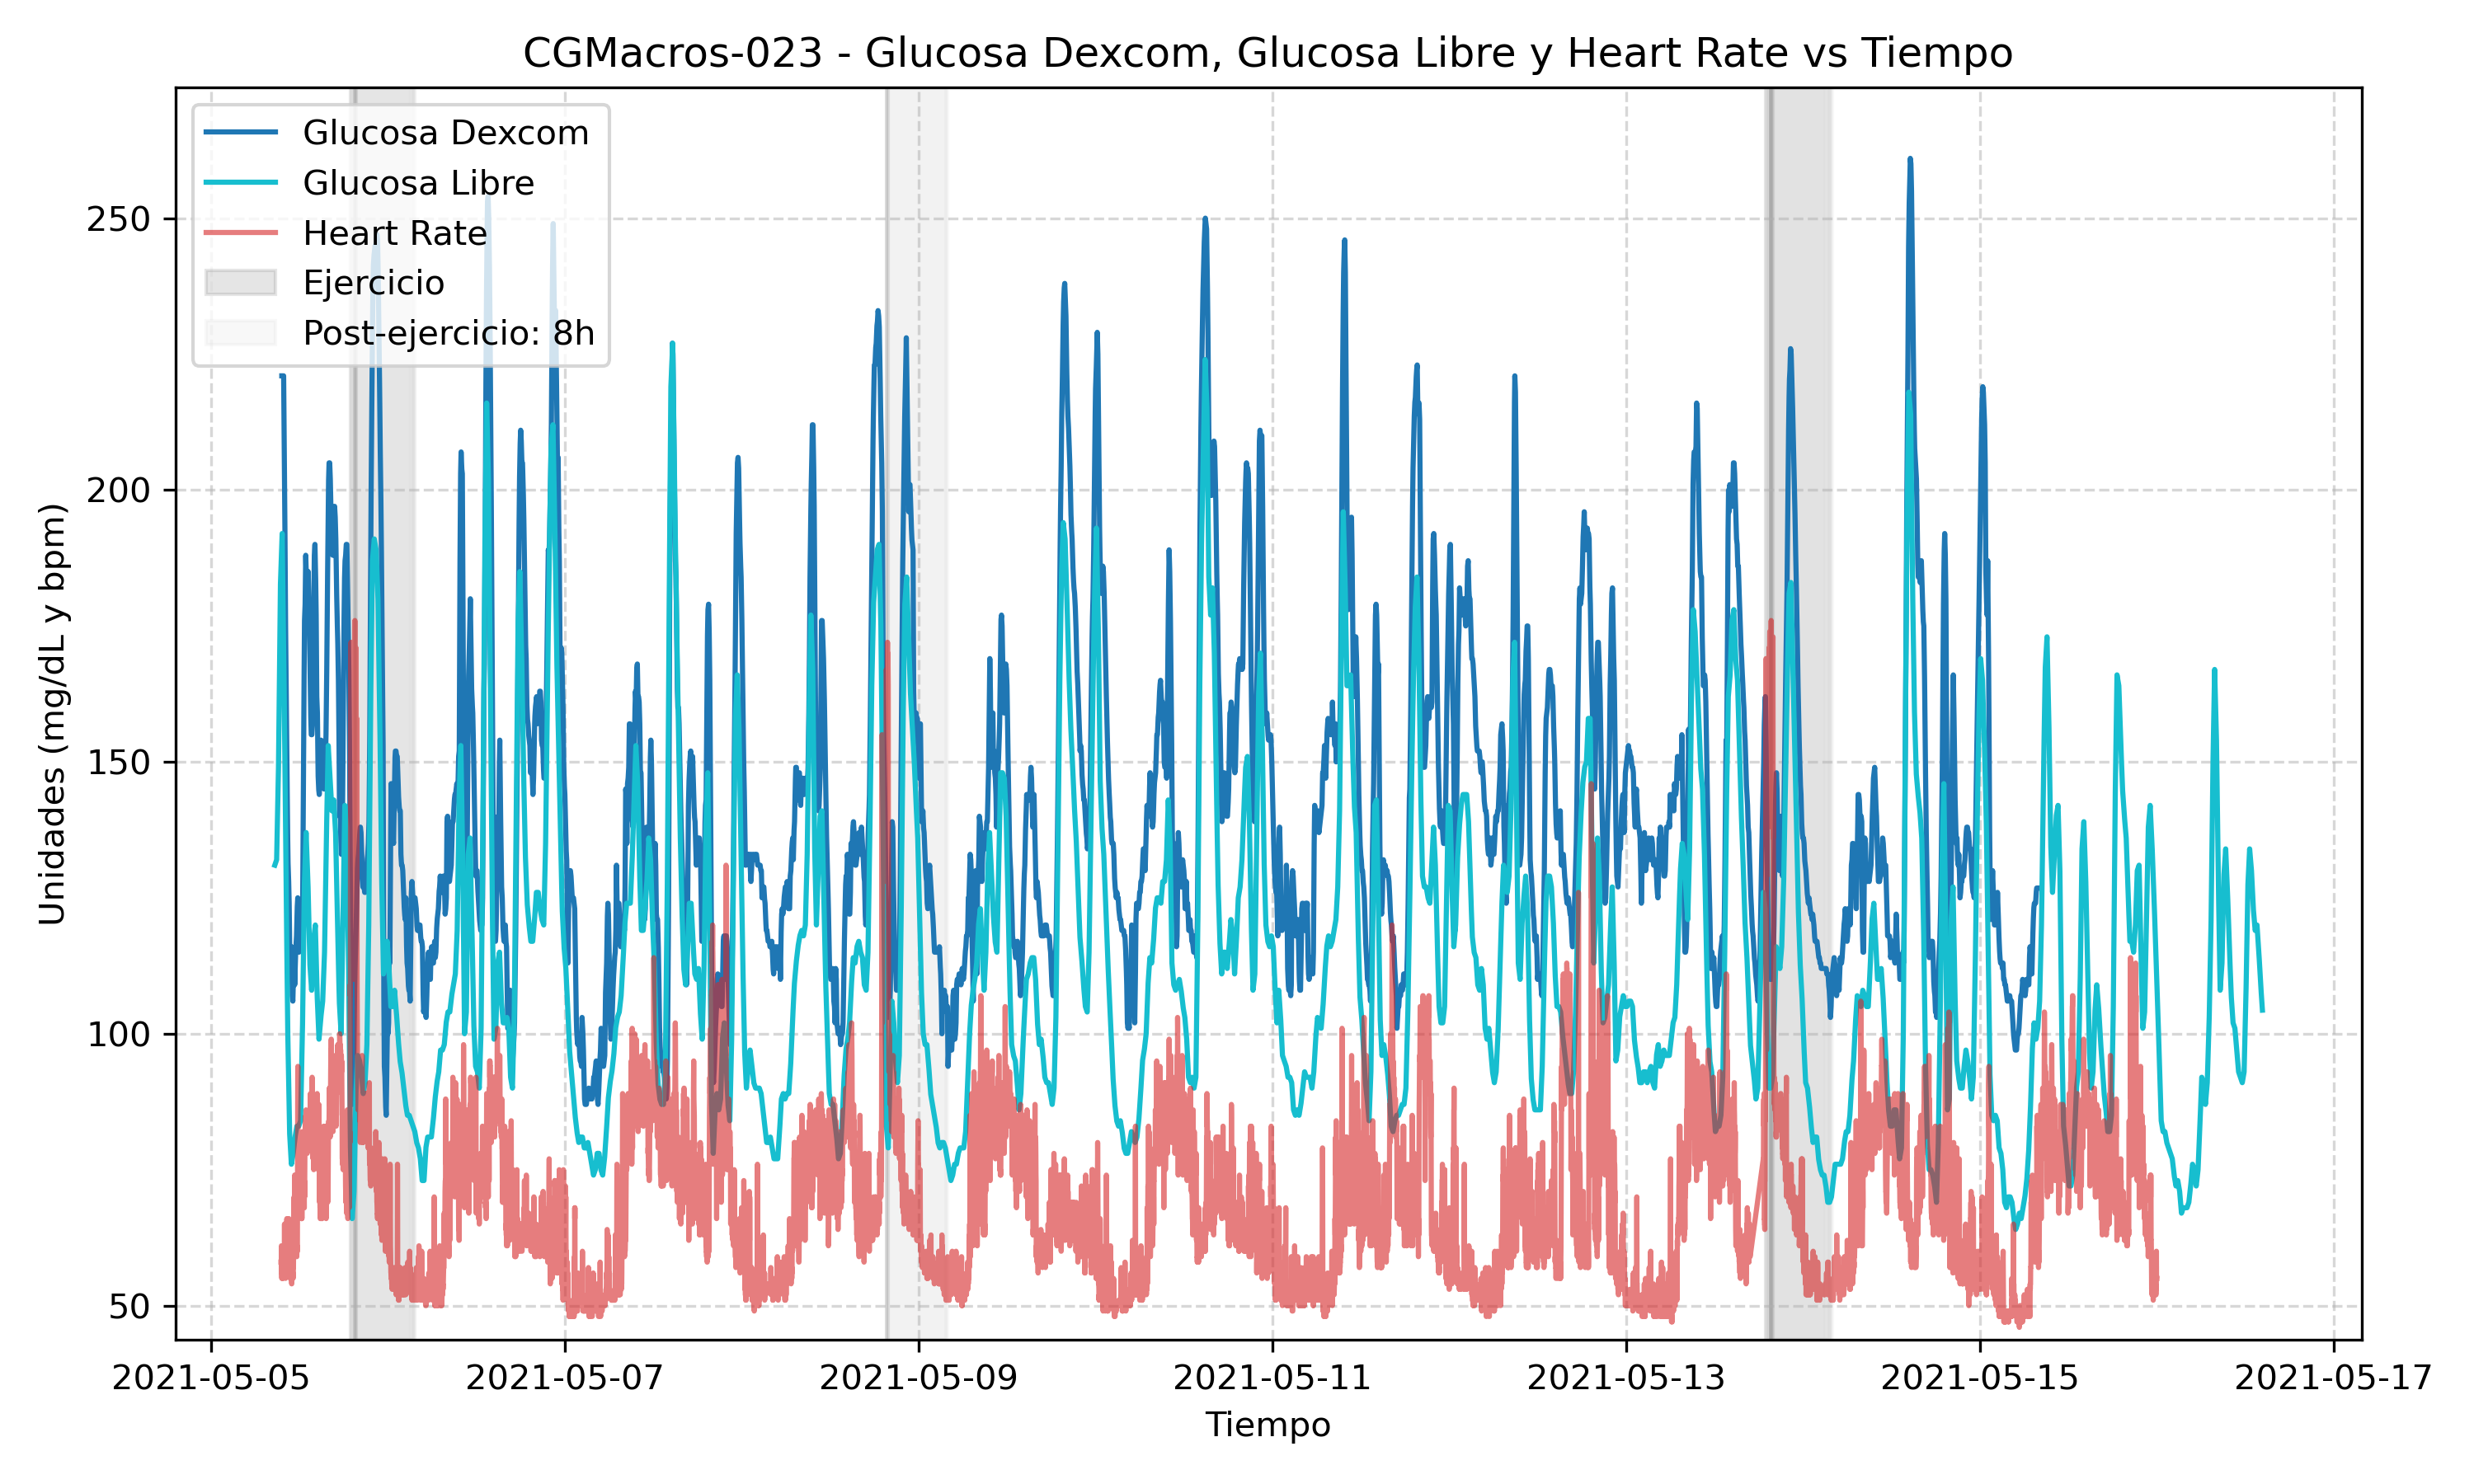 CGMacros-023 - Glucosa Dexcom, Glucosa Libre y Heart Rate vs Tiempo
Glucosa Dexcom
Glucosa Libre
Heart Rate
Ejercicio
Post-ejercicio: 8h
Unidades (mg/dL y bpm)
250
200
150
100
50
2021-05-05 2021-05-07 2021-05-09 2021-05-11 2021-05-13 2021-05-15 2021-05-17
Tiempo